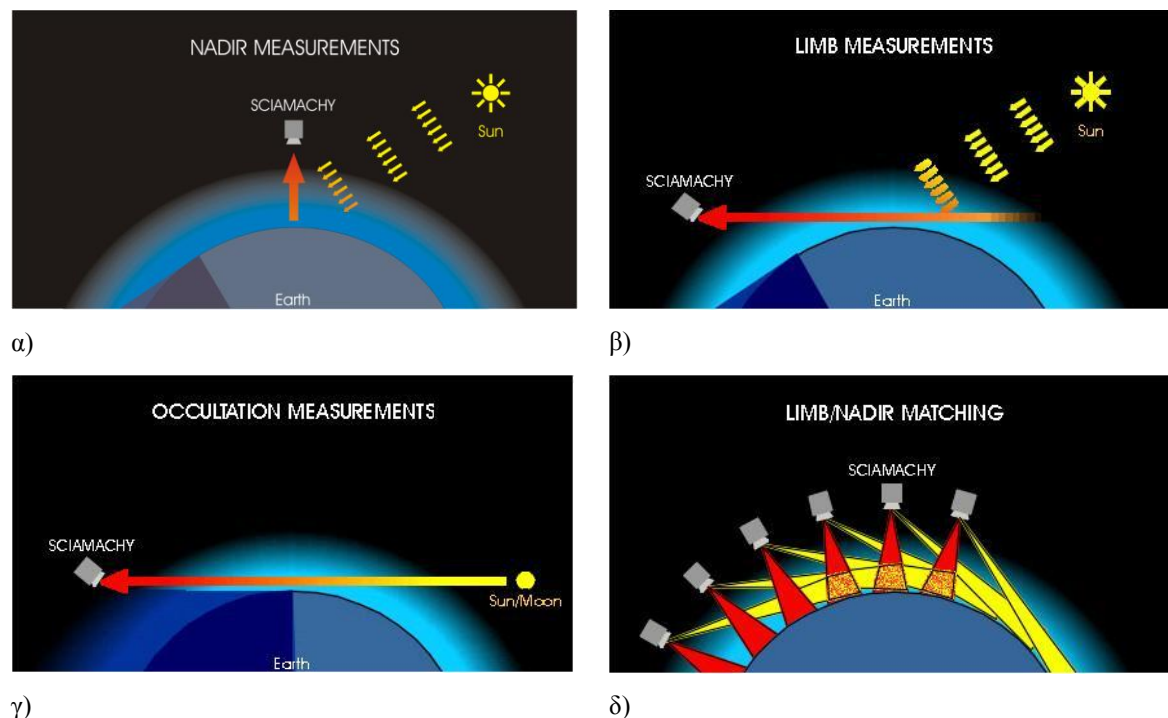 NADIR MEASUREMENTS
SCIAMACHY
Sun
Earth
α)
LIMB MEASUREMENTS
Sun
SCIAMACHY
Earth
β)
OCCULTATION MEASUREMENTS
SCIAMACHY
Sun/Moon
Earth
γ)
LIMB/NADIR MATCHING
SCIAMACHY
δ)